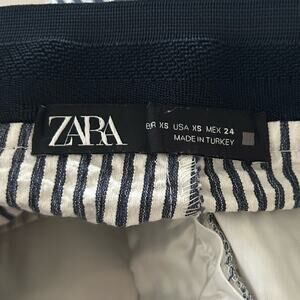 ZARA
EUR XS USA XS MEX 24
MADE IN TURKEY